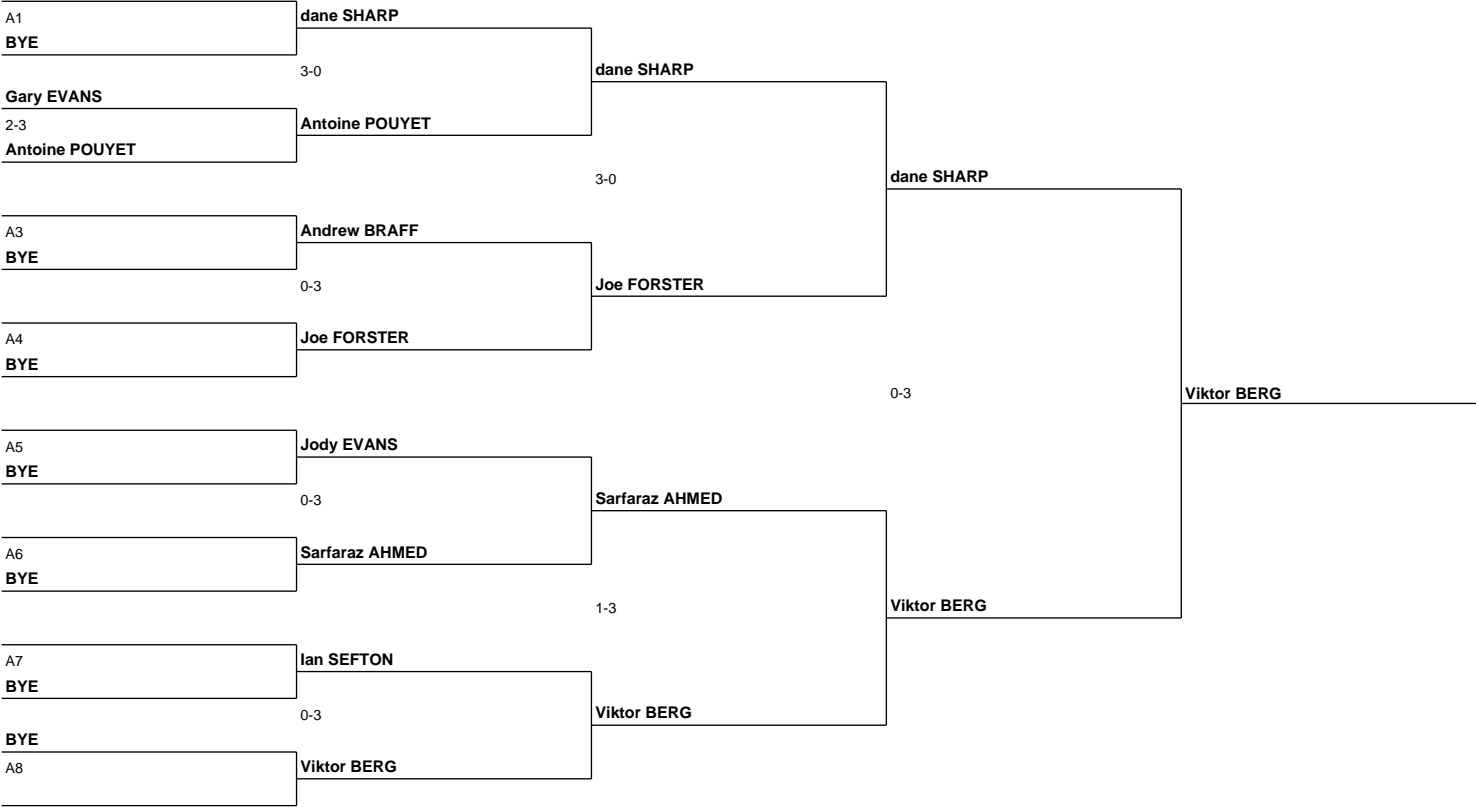 A1
BYE
Gary EVANS
2-3
Antoine POUYET
A3
BYE
A4
BYE
A5
BYE
A6
BYE
A7
BYE
BYE
A8
dane SHARP
3-0
Antoine POUYET
Andrew BRAFF
0-3
Joe FORSTER
Jody EVANS
0-3
Sarfaraz AHMED
Ian SEFTON
0-3
Viktor BERG
dane SHARP
3-0
Joe FORSTER
Sarfaraz AHMED
1-3
Viktor BERG
dane SHARP
0-3
Viktor BERG
Viktor BERG